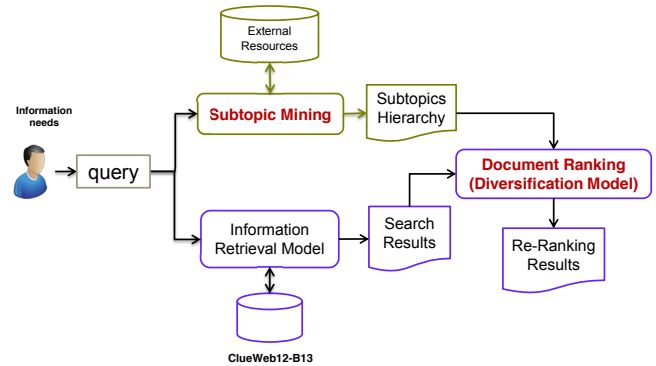 External
Resources
Information
needs
Subtopic Mining
Subtopics
Hierarchy
query
Document Ranking
(Diversification Model)
Information
Retrieval Model
Search
Results
Re-Ranking
Results
ClueWeb12-B13